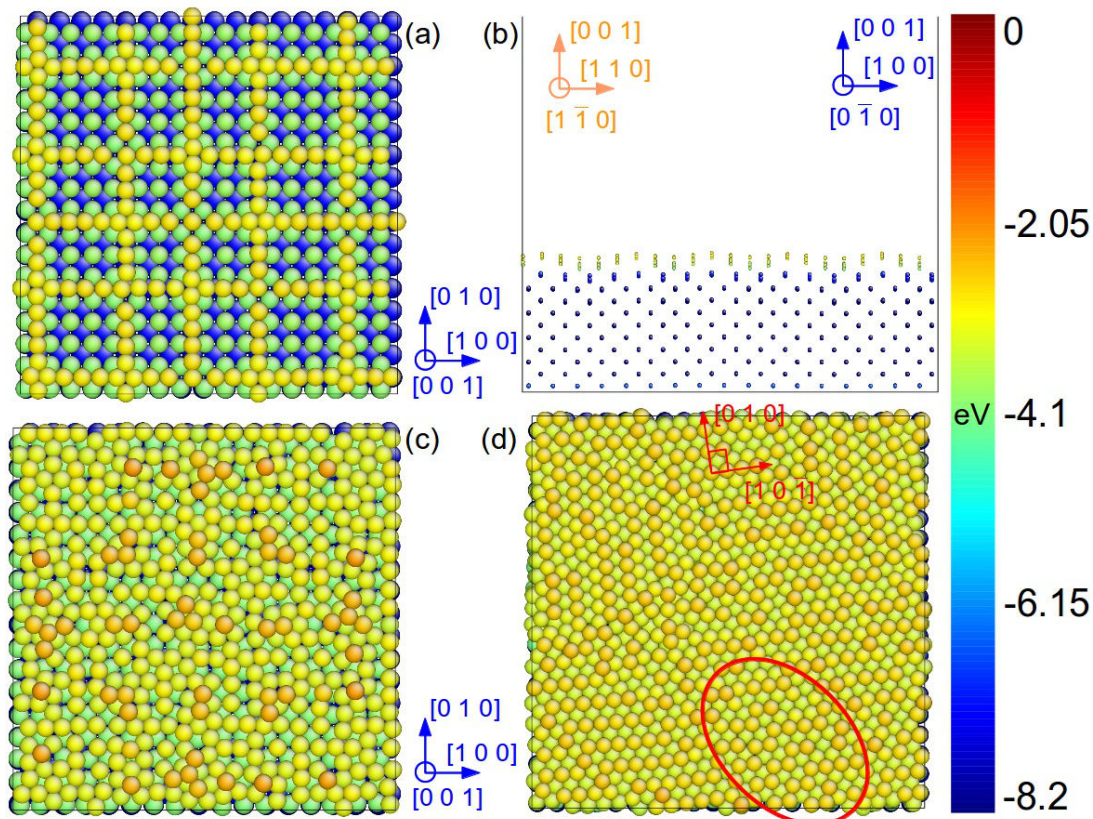 (a)
[0 1 0]
[1 0 0]
[0 0 1]
(b)
[0 0 1]
[1 1 0]
[1 1̅ 0]
[0 0 1]
[1 0 0]
[0 1̅ 0]
(c)
[0 1 0]
[1 0 0]
[0 0 1]
(d)
[0 1 0]
[1 0 1̅]
0
-2.05
eV
-4.1
-6.15
-8.2